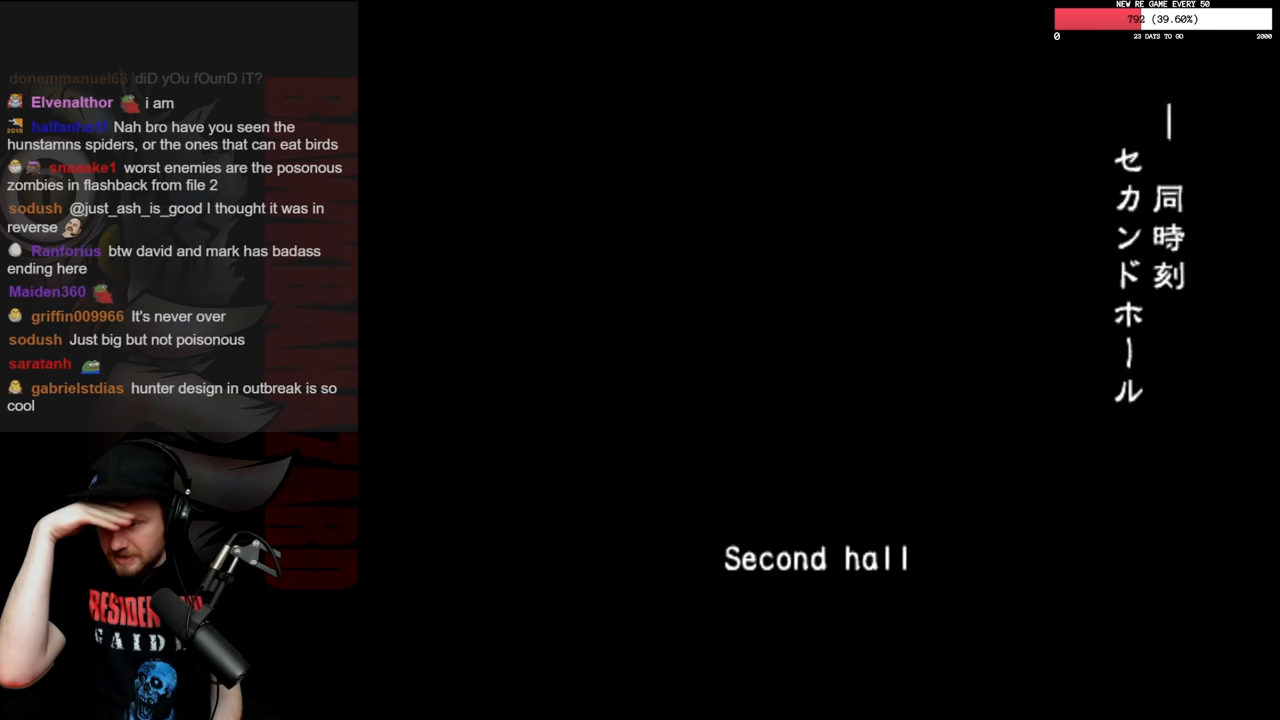 NEW RE GAME EVERY 50
792 (39.60%)
0
23 DAYS TO GO
2000
donemmanuel63 diD yOu fOunD iT?
Elvenalthor i am
Nah bro have you seen the
hunstamns spiders, or the ones that can eat birds
snaaake1 worst enemies are the posonous
zombies in flashback from file 2
sodush @just_ash_is_good I thought it was in
reverse
Ranforius btw david and mark has badass
ending here
Maiden360
griffin009966 It's never over
sodush Just big but not poisonous
saratanh
gabrielstdias hunter design in outbreak is so
cool
―同時刻
セカンドホール
Second hall
RESIDEN
GAIDE